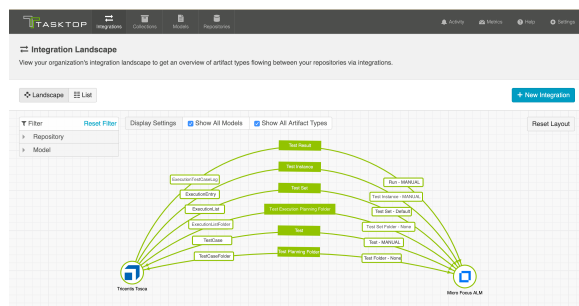 TASKTOP
Integrations
Collections
Models
Repositories
Activity
Metrics
Help
Settings
Integration Landscape
View your organization's integration landscape to get an overview of artifact types flowing between your repositories via integrations.
Landscape
List
+ New Integration
Filter
Reset Filter
Display Settings
Show All Models
Show All Artifact Types
Reset Layout
Repository
Model
Test Result
Test Instance
ExecutionTestCaseLog
Run - MANUAL
Test Set
ExecutionEntry
Test Instance - MANUAL
ExecutionList
Test Execution Planning Folder
Test Set - Default
ExecutionListFolder
Test Set Folder - None
Test
TestCase
Test - MANUAL
Test Planning Folder
TestCaseFolder
Test Folder - None
Tricentis Tosca
Micro Focus ALM